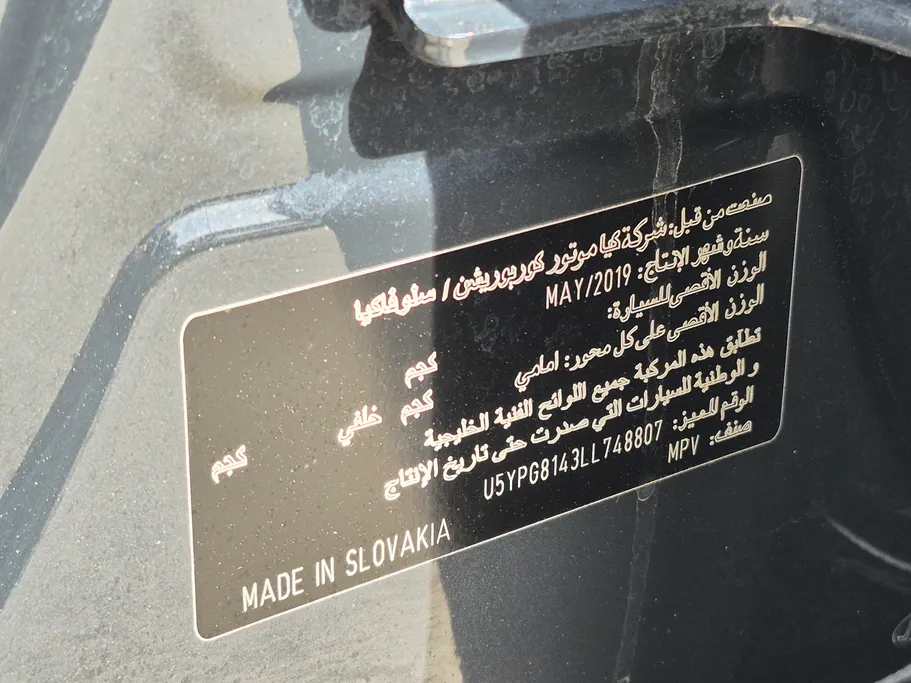 صنعت من قبل: شركة كيا موتور كوربوريشن / سلوفاكيا
سنة وشهر الإنتاج: MAY/2019
الوزن الأقصى للسيارة: كجم
الوزن الأقصى على كل محور: امامي كجم خلفي كجم
تطابق هذه المركبة جميع اللوائح الفنية الخليجية
و الوطنية للسيارات التي صدرت حتى تاريخ الإنتاج
الرقم المميز: U5YPG8143LL748807
صنف: MPV
MADE IN SLOVAKIA